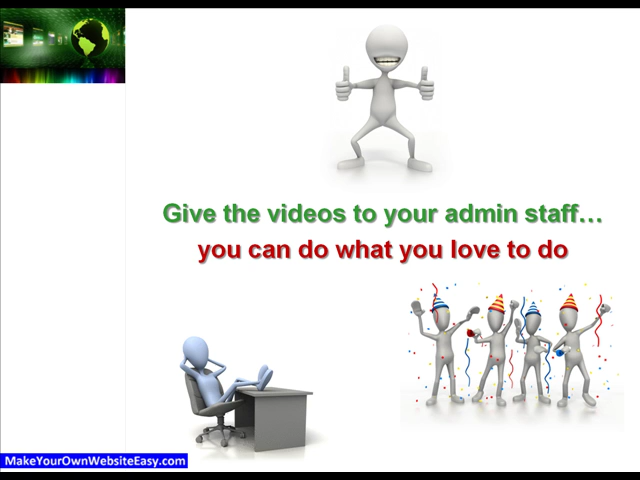 Give the videos to your admin staff…
you can do what you love to do
MakeYourOwnWebsiteEasy.com